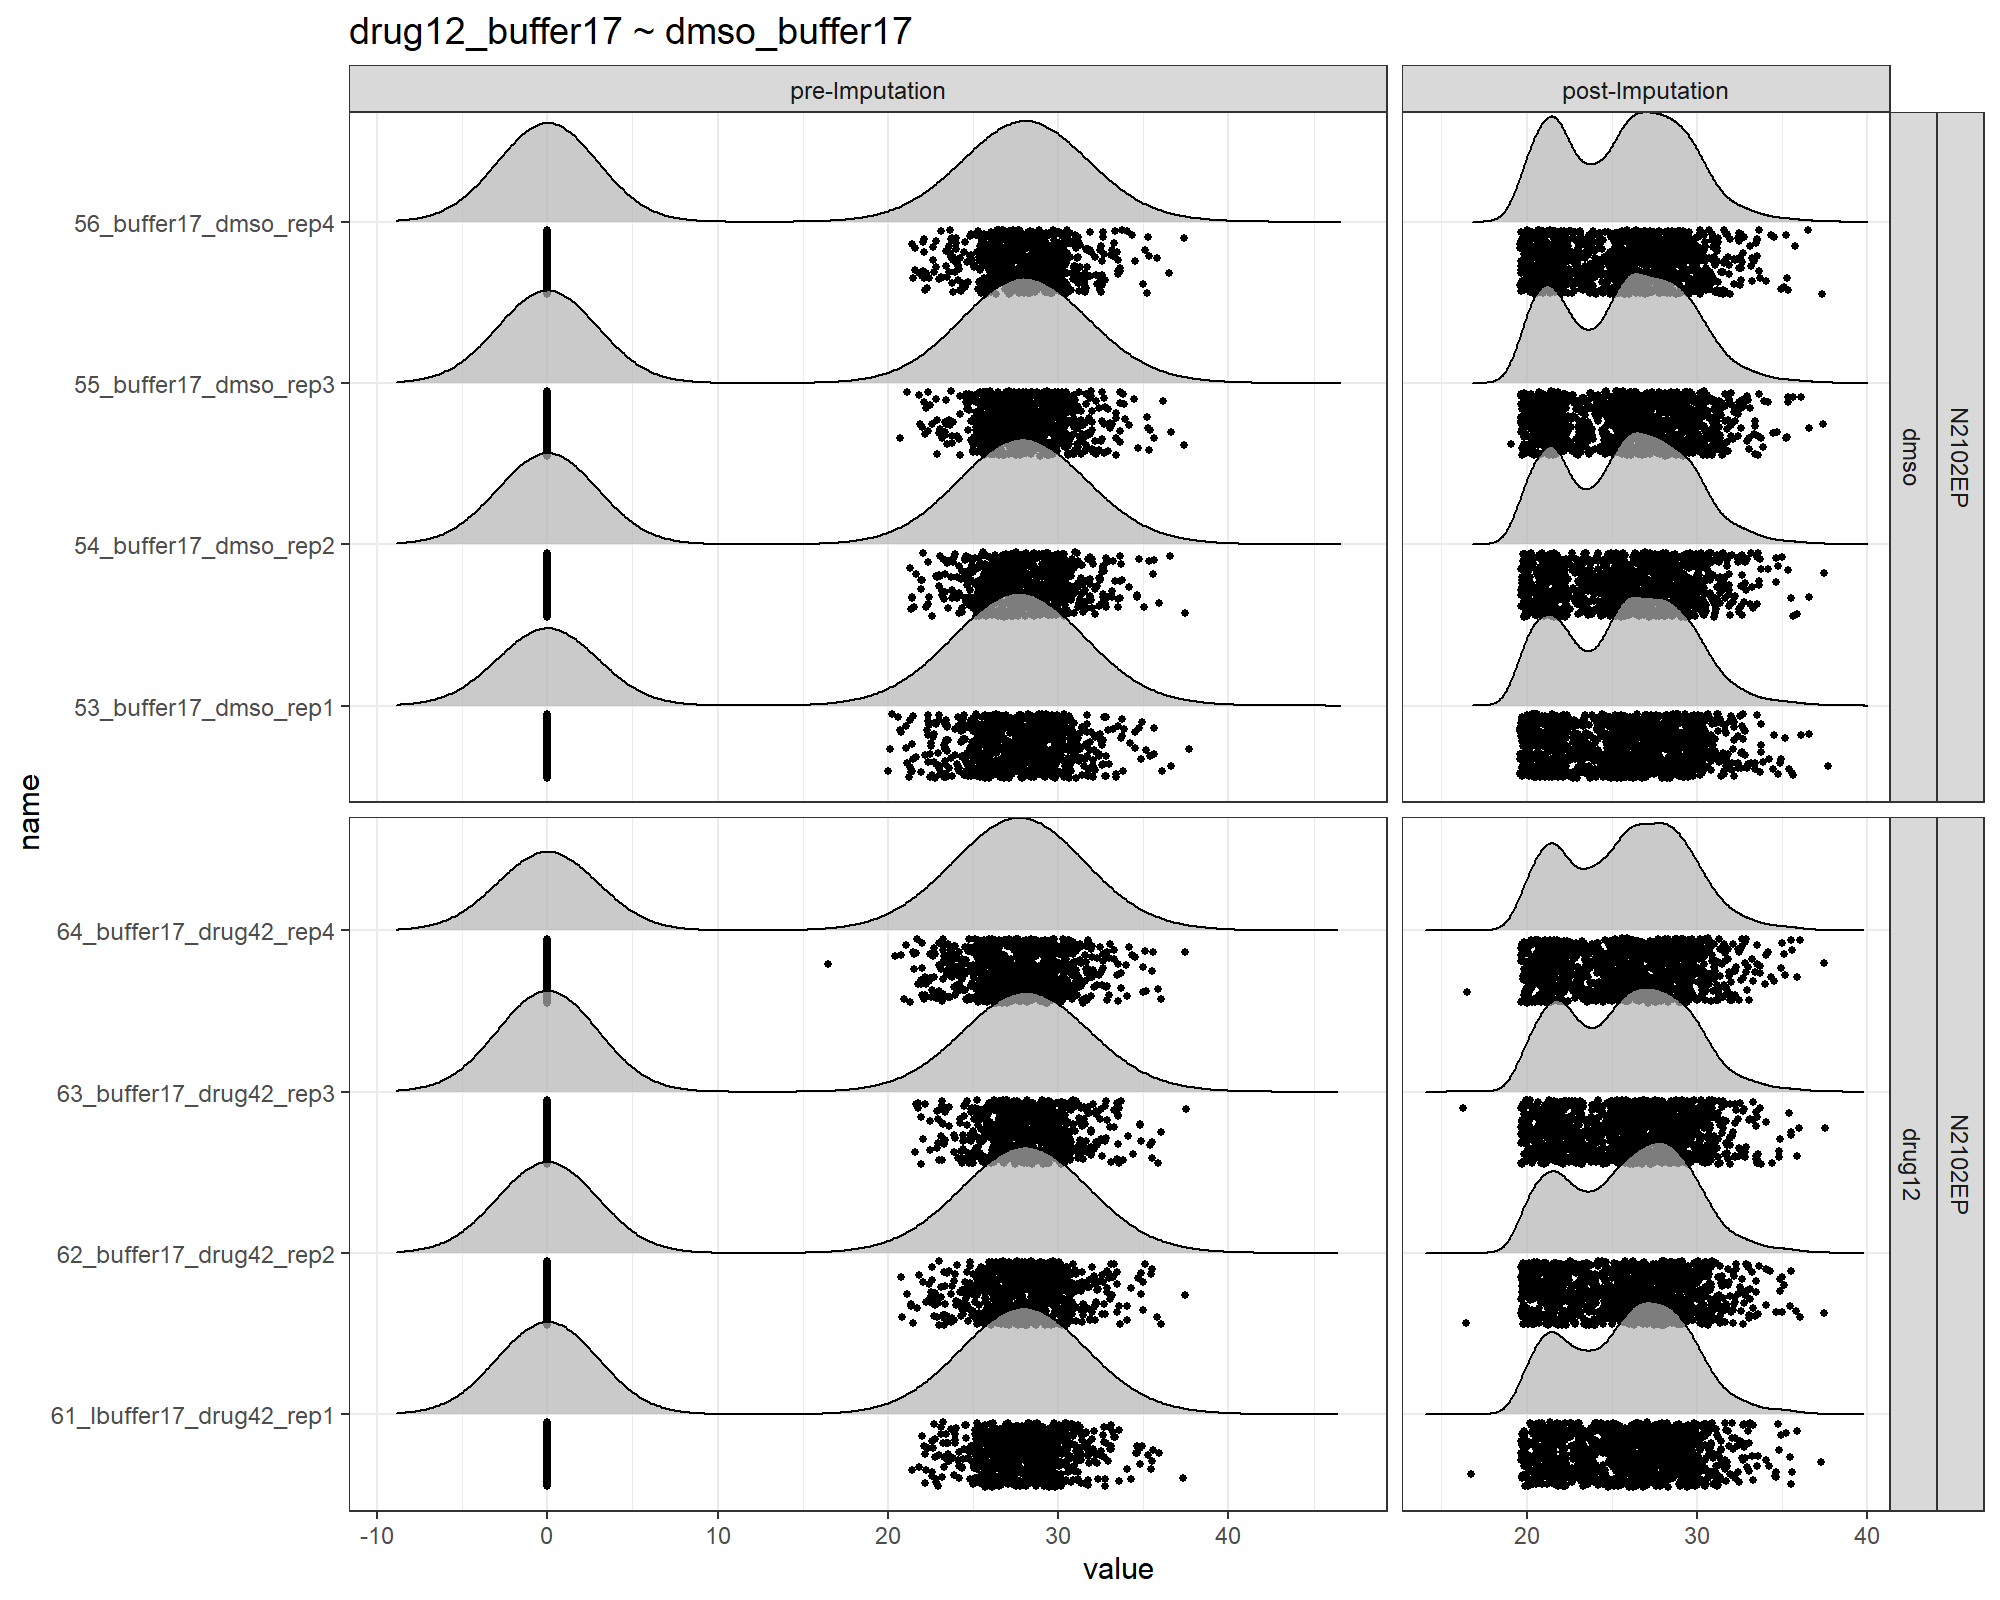 drug12_buffer17 ~ dmso_buffer17
pre-Imputation
post-Imputation
56_buffer17_dmso_rep4
55_buffer17_dmso_rep3
54_buffer17_dmso_rep2
53_buffer17_dmso_rep1
dmso
N2102EP
name
64_buffer17_drug42_rep4
63_buffer17_drug42_rep3
62_buffer17_drug42_rep2
61_lbuffer17_drug42_rep1
drug12
N2102EP
-10 0 10 20 30 40
20 30 40
value